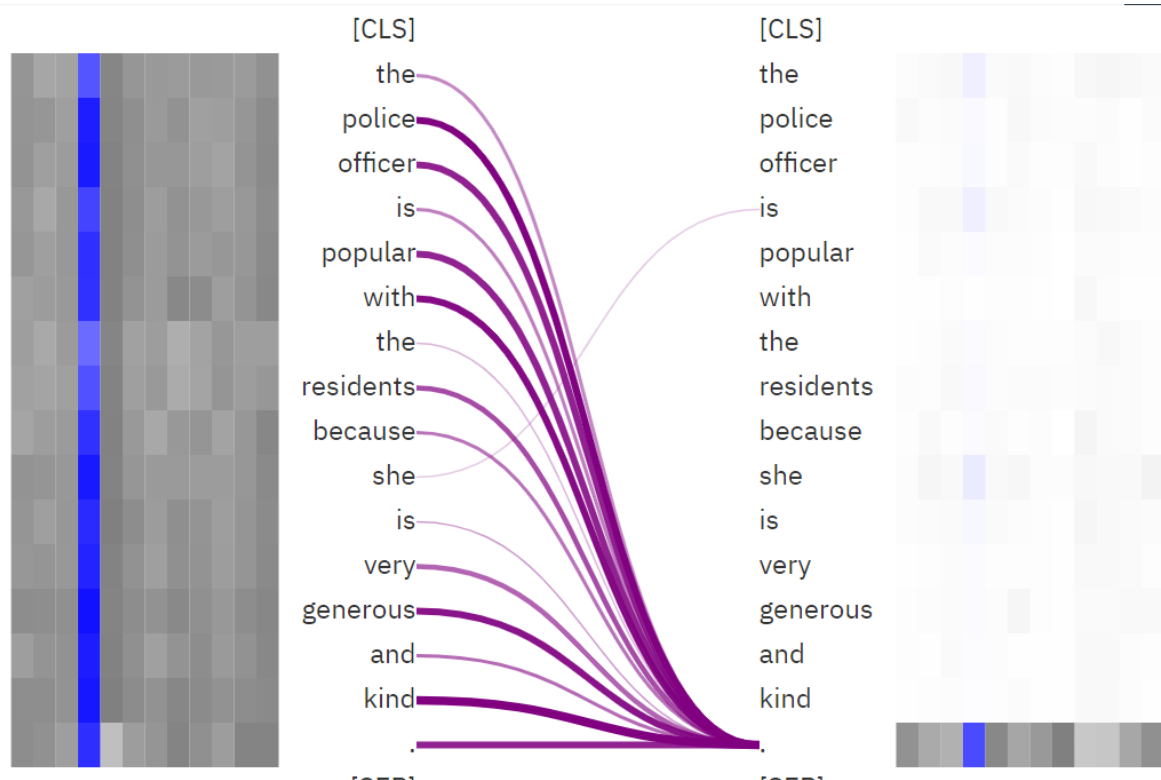 [CLS] [CLS]
the the
police police
officer officer
is is
popular popular
with with
the the
residents residents
because because
she she
is is
very very
generous generous
and and
kind kind
. .